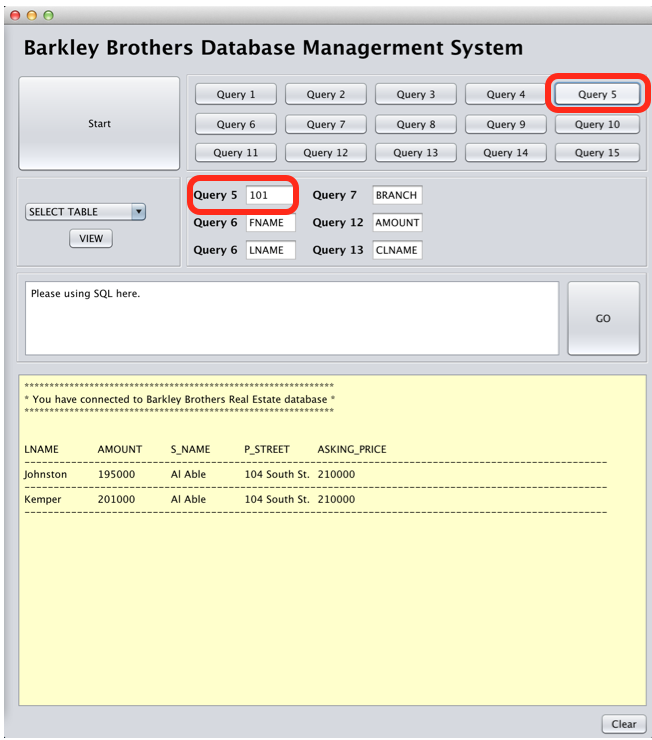 Barkley Brothers Database Managerment System
Start
Query 1 Query 2 Query 3 Query 4 Query 5
Query 6 Query 7 Query 8 Query 9 Query 10
Query 11 Query 12 Query 13 Query 14 Query 15
SELECT TABLE
VIEW
Query 5 101 Query 7 BRANCH
Query 6 FNAME Query 12 AMOUNT
Query 6 LNAME Query 13 CLNAME
Please using SQL here.
GO
**************************************************************
* You have connected to Barkley Brothers Real Estate database *
**************************************************************
LNAME AMOUNT S_NAME P_STREET ASKING_PRICE
Johnston 195000 Al Able 104 South St. 210000
Kemper 201000 Al Able 104 South St. 210000
Clear